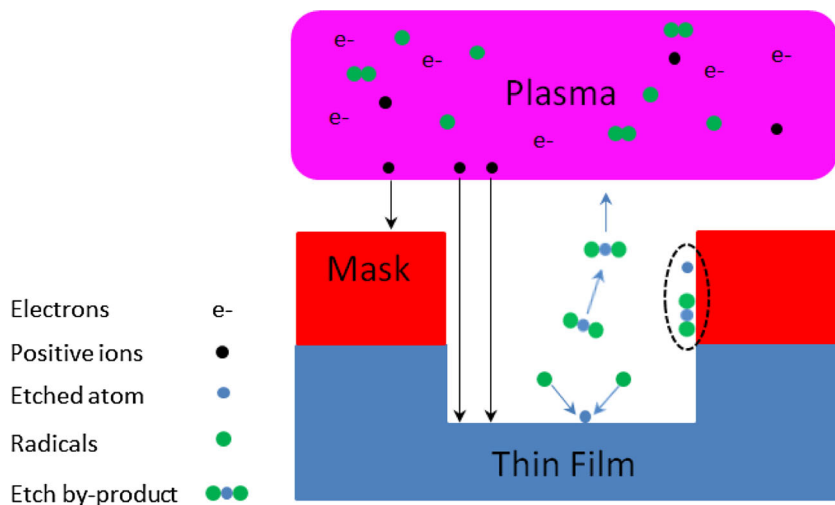 e-
e-
e-
e-
e-
e-
Plasma
Mask
Thin Film
Electrons e-
Positive ions
Etched atom
Radicals
Etch by-product